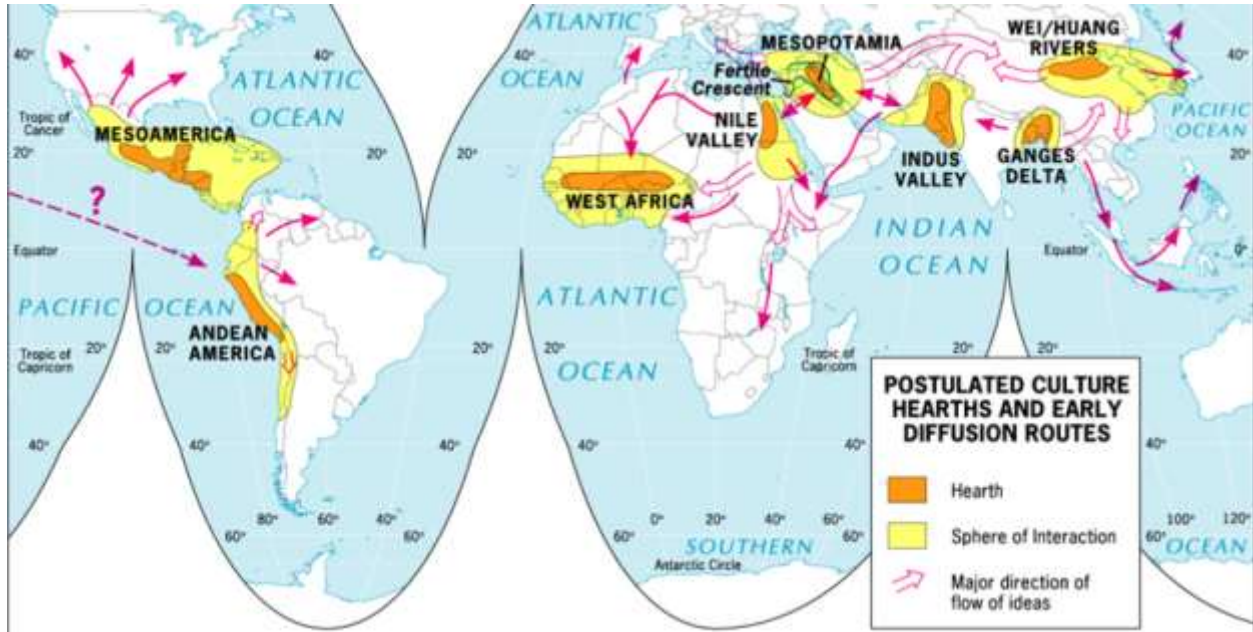 ATLANTIC
OCEAN
WEI/HUANG
RIVERS
MESOPOTAMIA
Fertile
Crescent
40°
40°
40°
40°
ATLANTIC
OCEAN
Tropic of
Cancer
MESOAMERICA
20°
20°
20°
20°
NILE
VALLEY
INDUS
VALLEY
GANGES
DELTA
PACIFIC
OCEAN
20°
WEST AFRICA
?
Equator
INDIAN
OCEAN
Equator
0°
PACIFIC
OCEAN
ANDEAN
AMERICA
ATLANTIC
OCEAN
Tropic of
Capricorn
20°
20°
20°
20°
Tropic of
Capricorn
20°
20°
40°
40°
40°
40°
60°
80°
60°
40°
60°
60°
0°
20°
40°
60°
60°
100°
120°
SOUTHERN
OCEAN
Antarctic Circle
POSTULATED CULTURE
HEARTHS AND EARLY
DIFFUSION ROUTES
Hearth
Sphere of Interaction
Major direction of
flow of ideas